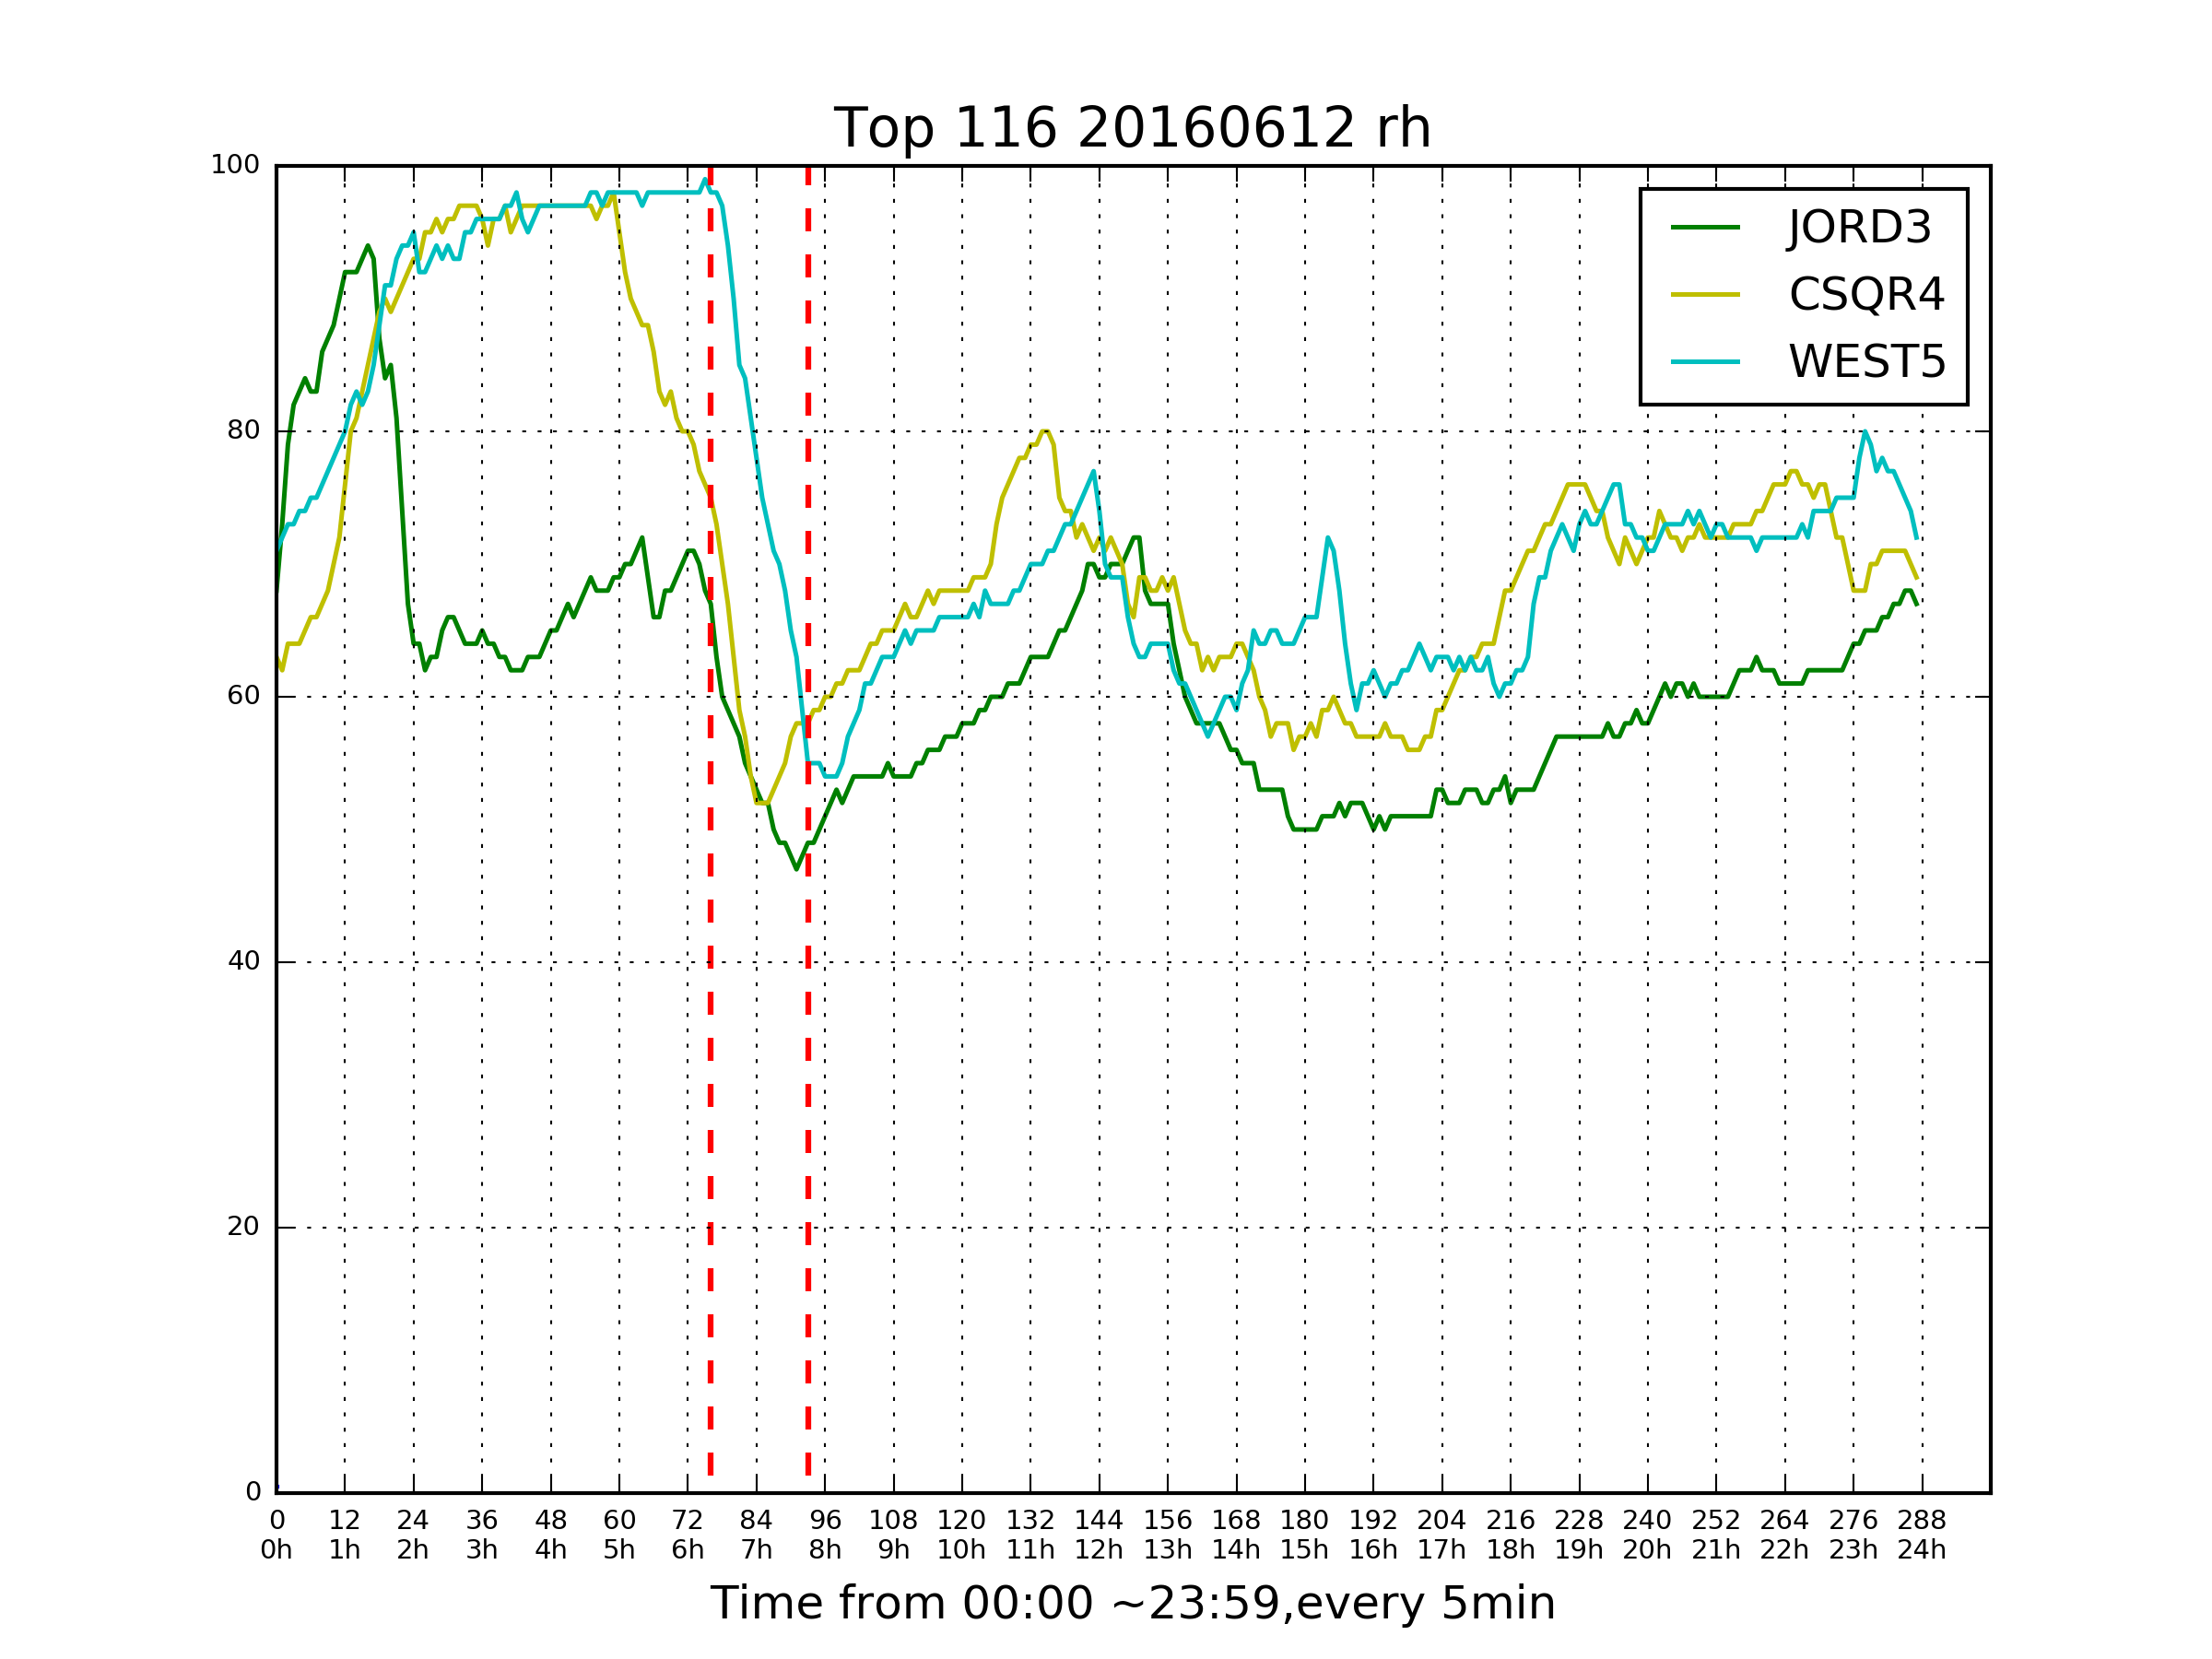 Top 116 20160612 rh
100
80
60
40
20
0
JORD3
CSQR4
WEST5
0 12 24 36 48 60 72 84 96 108 120 132 144 156 168 180 192 204 216 228 240 252 264 276 288
0h 1h 2h 3h 4h 5h 6h 7h 8h 9h 10h 11h 12h 13h 14h 15h 16h 17h 18h 19h 20h 21h 22h 23h 24h
Time from 00:00 ~23:59,every 5min